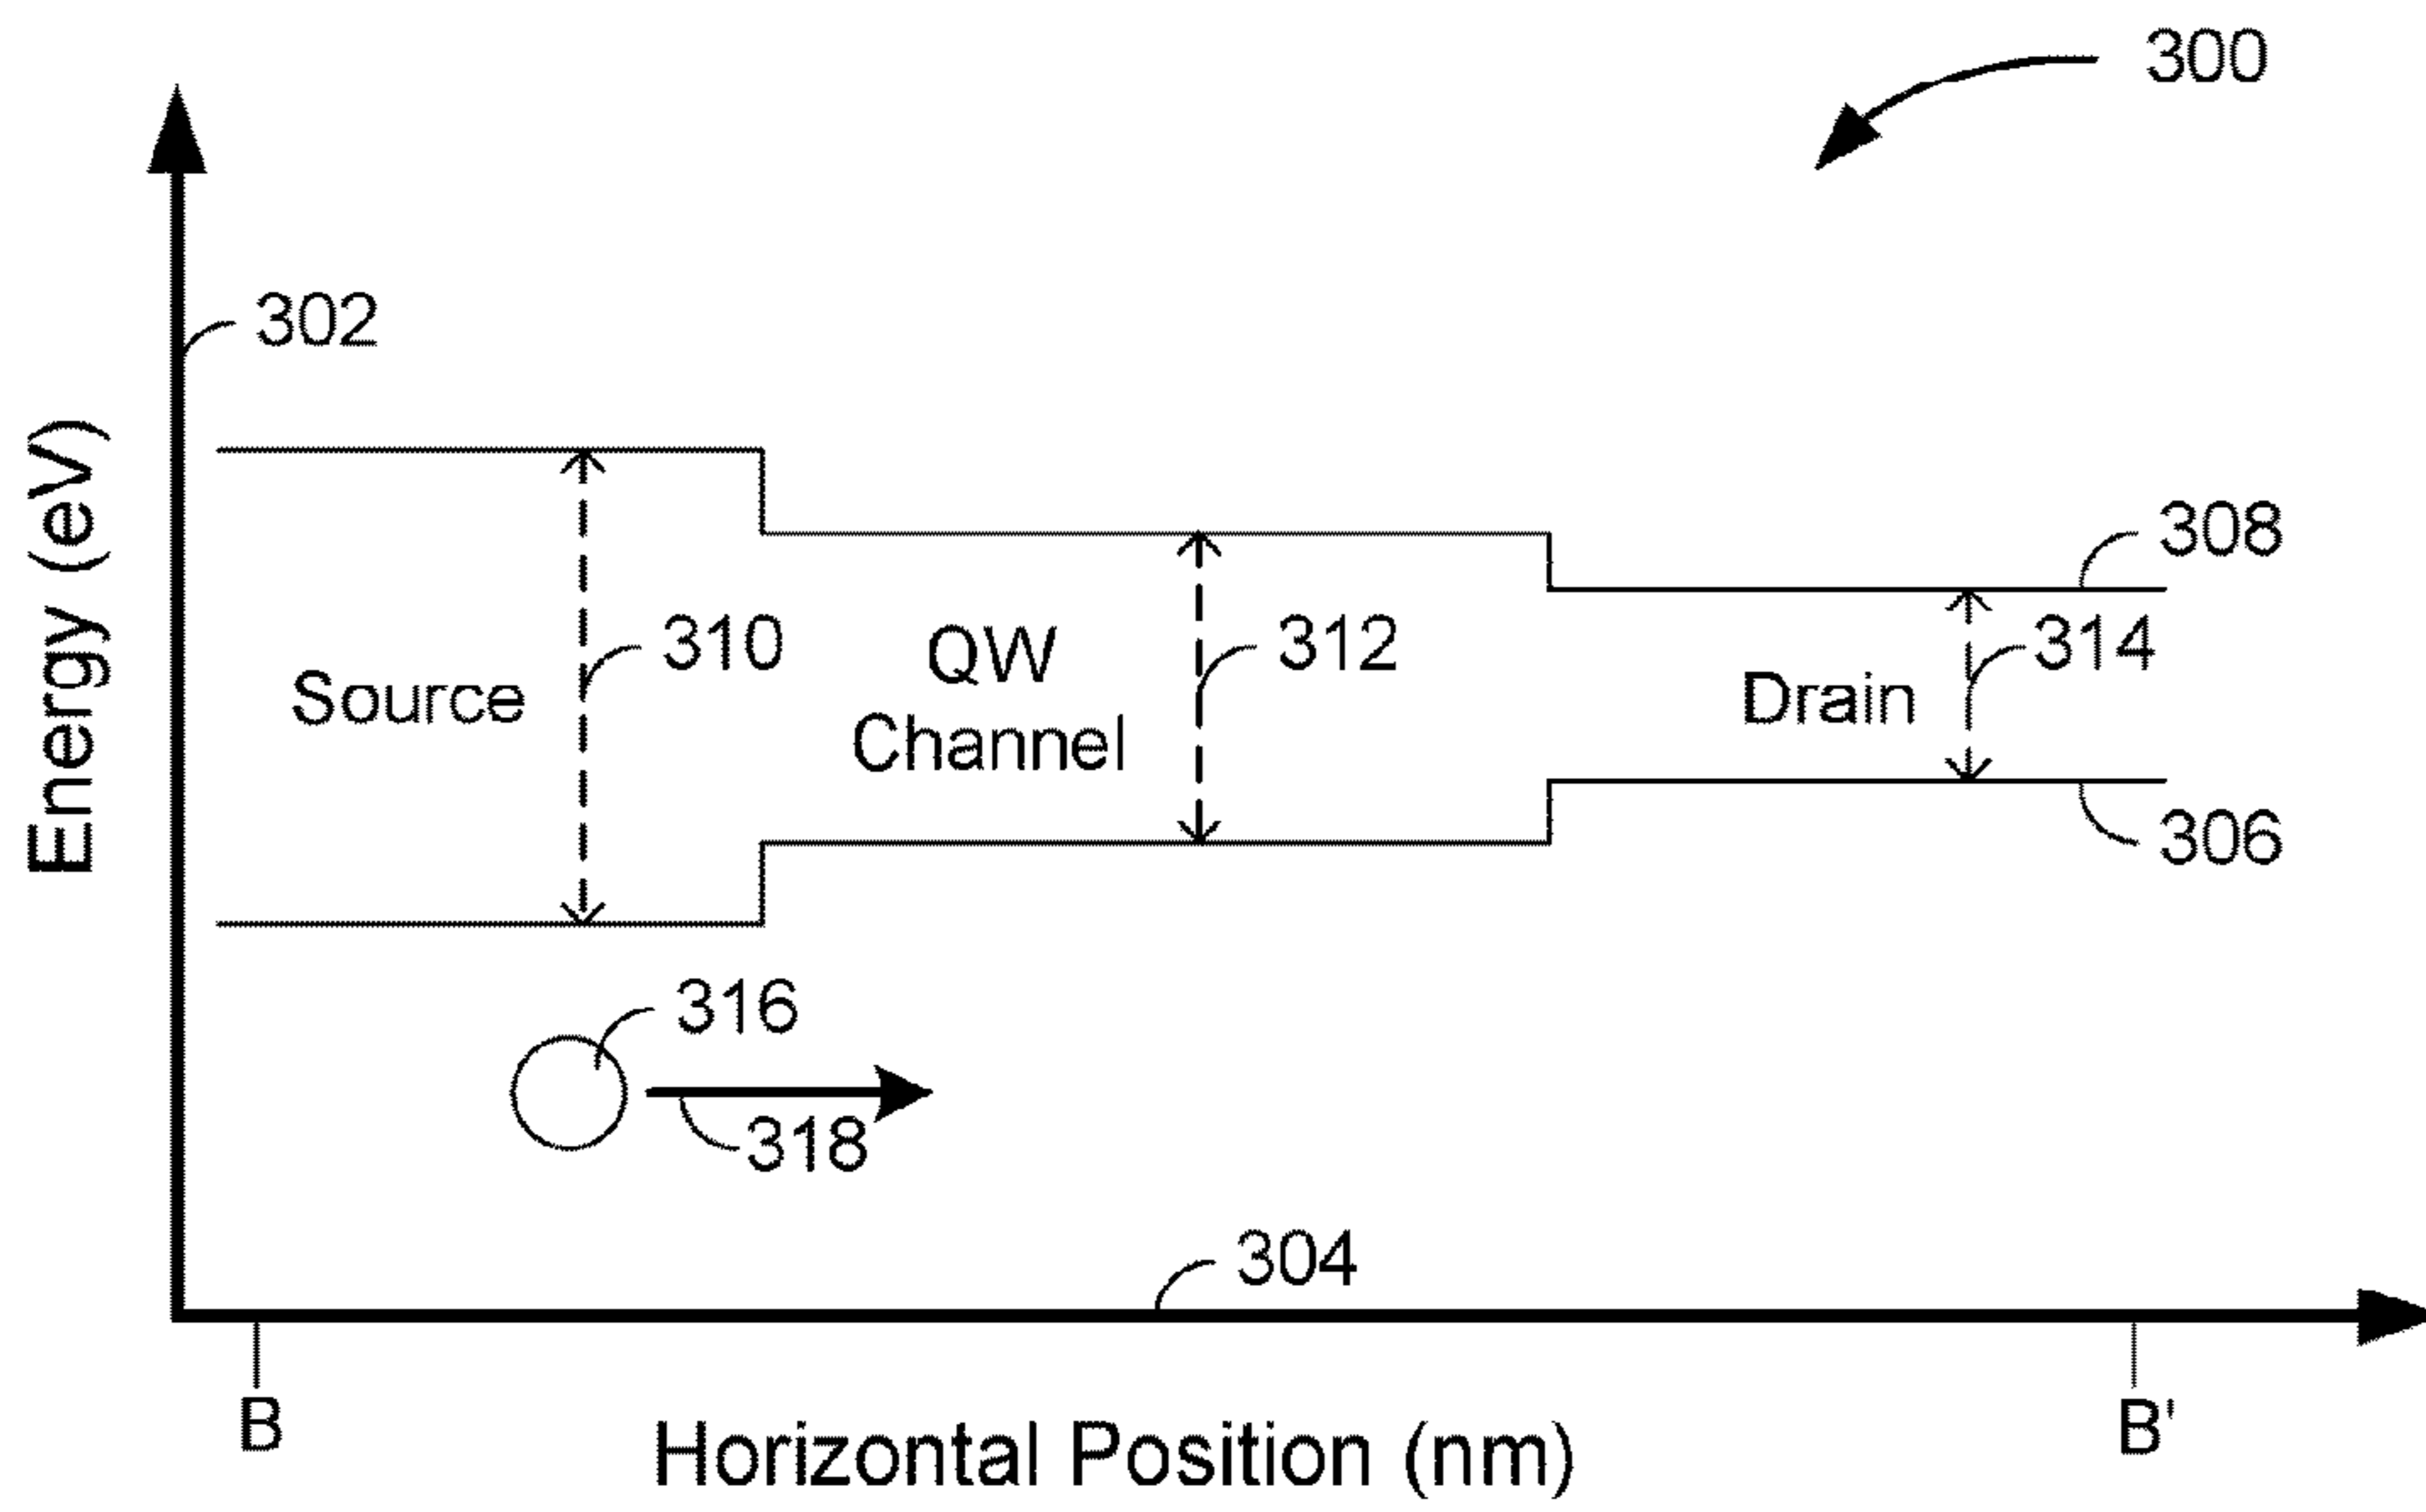 300
302
Energy (eV)
308
310
QW
312
314
Source
Channel
Drain
306
316
318
304
B
B'
Horizontal Position (nm)